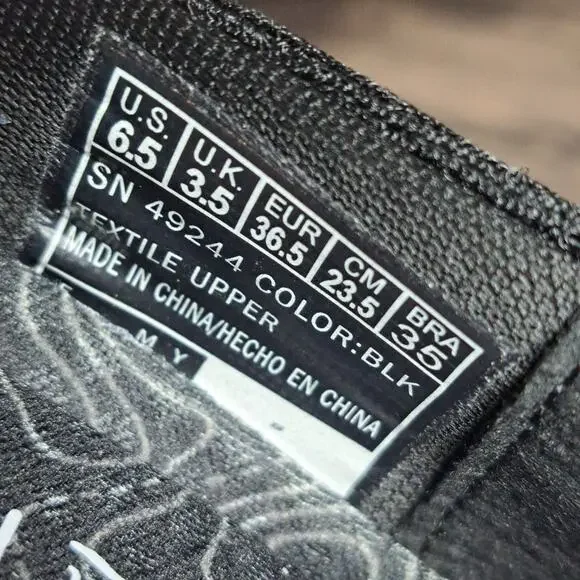 U.S. U.K. EUR CM BRA
6.5 3.5 36.5 23.5 35
SN 49244 COLOR:BLK
TEXTILE UPPER
MADE IN CHINA/HECHO EN CHINA
M Y